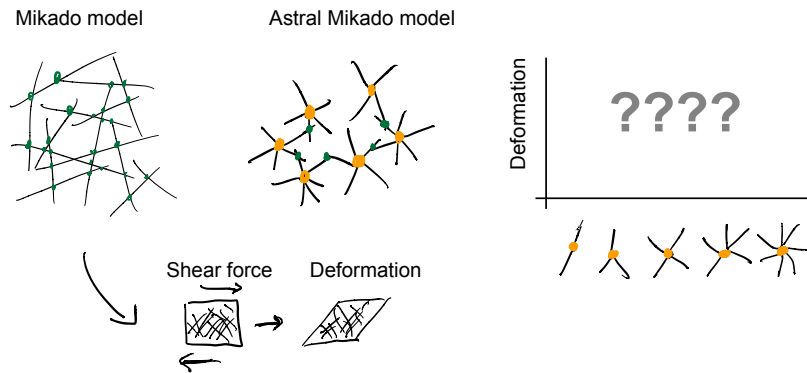 Mikado model
Astral Mikado model
Deformation
????
Shear force
Deformation